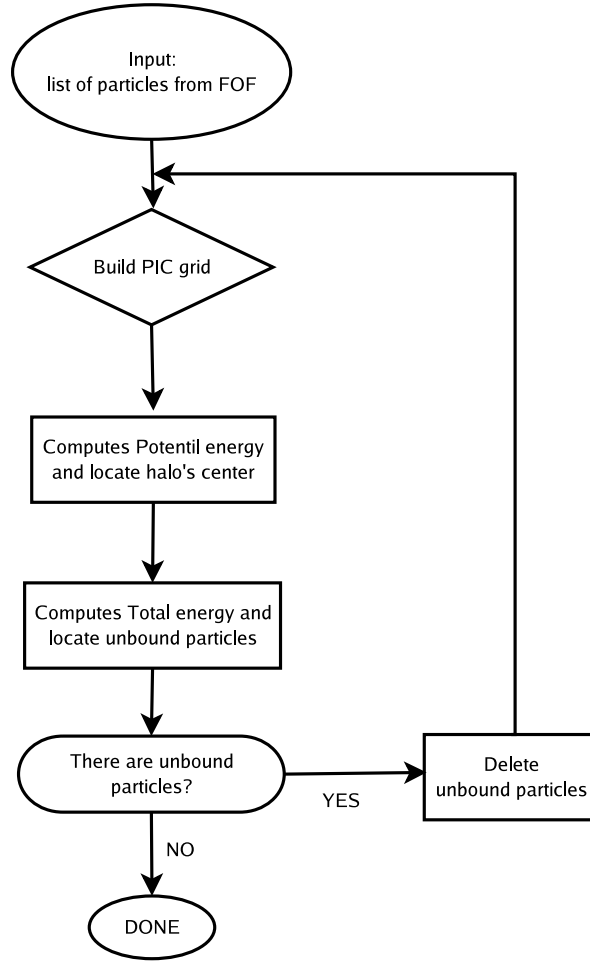 Input:
list of particles from FOF
Build PIC grid
Computes Potentil energy
and locate halo's center
Computes Total energy and
locate unbound particles
There are unbound
particles?
YES
Delete
unbound particles
NO
DONE